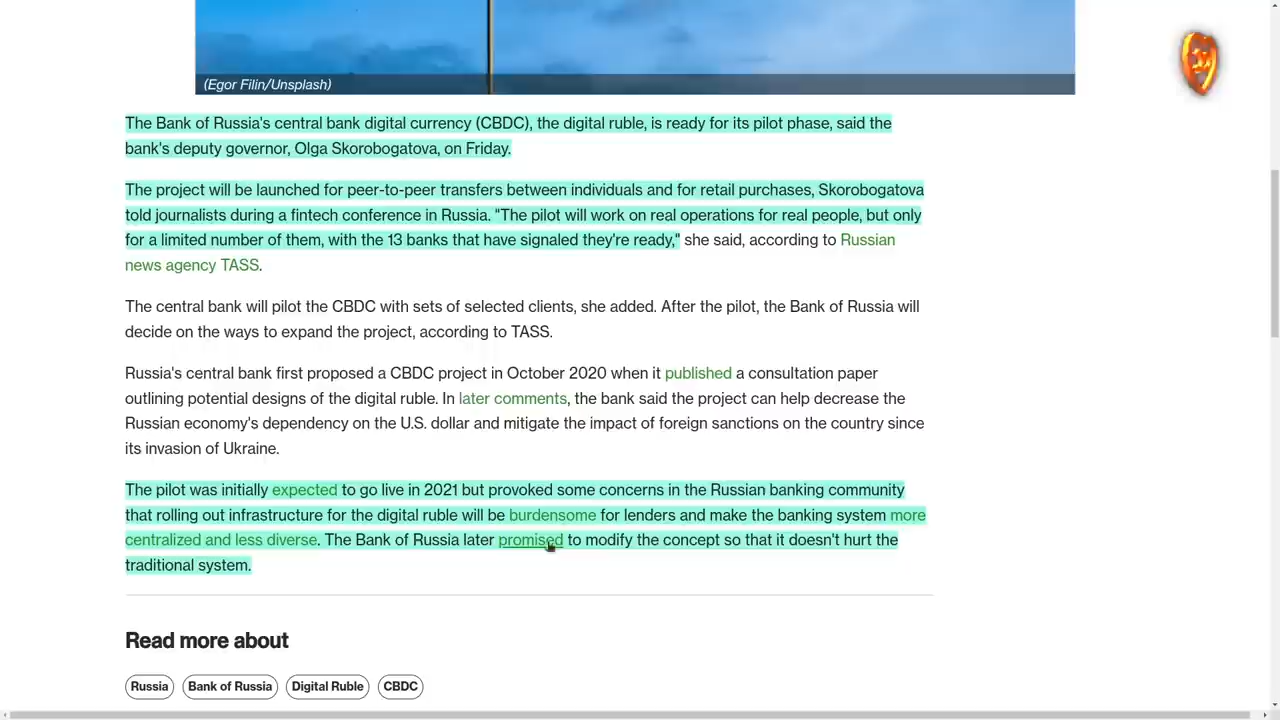 (Egor Filin/Unsplash)
The Bank of Russia's central bank digital currency (CBDC), the digital ruble, is ready for its pilot phase, said the
bank's deputy governor, Olga Skorobogatova, on Friday.
The project will be launched for peer-to-peer transfers between individuals and for retail purchases, Skorobogatova
told journalists during a fintech conference in Russia. "The pilot will work on real operations for real people, but only
for a limited number of them, with the 13 banks that have signaled they're ready," she said, according to Russian
news agency TASS.
The central bank will pilot the CBDC with sets of selected clients, she added. After the pilot, the Bank of Russia will
decide on the ways to expand the project, according to TASS.
Russia's central bank first proposed a CBDC project in October 2020 when it published a consultation paper
outlining potential designs of the digital ruble. In later comments, the bank said the project can help decrease the
Russian economy's dependency on the U.S. dollar and mitigate the impact of foreign sanctions on the country since
its invasion of Ukraine.
The pilot was initially expected to go live in 2021 but provoked some concerns in the Russian banking community
that rolling out infrastructure for the digital ruble will be burdensome for lenders and make the banking system more
centralized and less diverse. The Bank of Russia later promised to modify the concept so that it doesn't hurt the
traditional system.
Read more about
Russia
Bank of Russia
Digital Ruble
CBDC